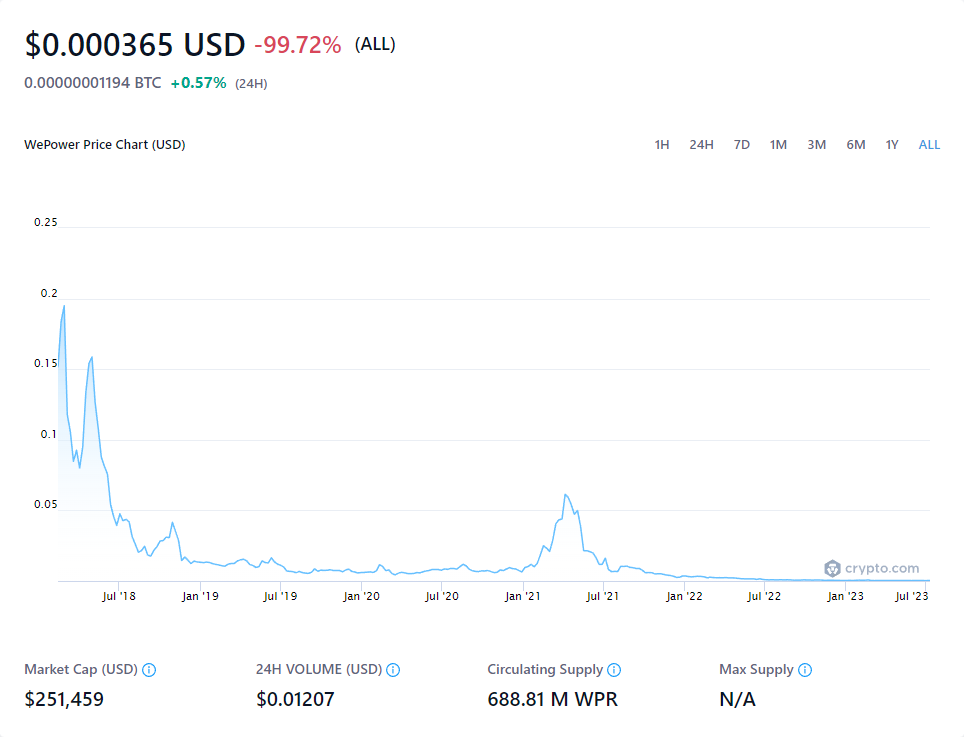 $0.000365 USD -99.72% (ALL)
0.00000001194 BTC +0.57% (24H)
WePower Price Chart (USD) 1H 24H 7D 1M 3M 6M 1Y ALL
0.25
0.2
0.15
0.1
0.05
crypto.com
Jul '18 Jan '19 Jul '19 Jan '20 Jul '20 Jan '21 Jul '21 Jan '22 Jul '22 Jan '23 Jul '23
Market Cap (USD) 24H VOLUME (USD) Circulating Supply Max Supply
$251,459 $0.01207 688.81 M WPR N/A